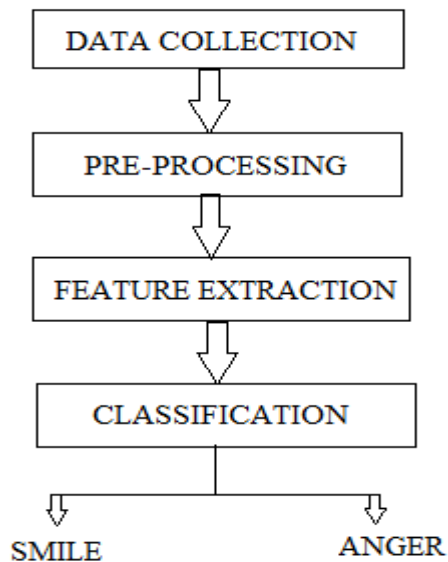 DATA COLLECTION
PRE-PROCESSING
FEATURE EXTRACTION
CLASSIFICATION
SMILE
ANGER